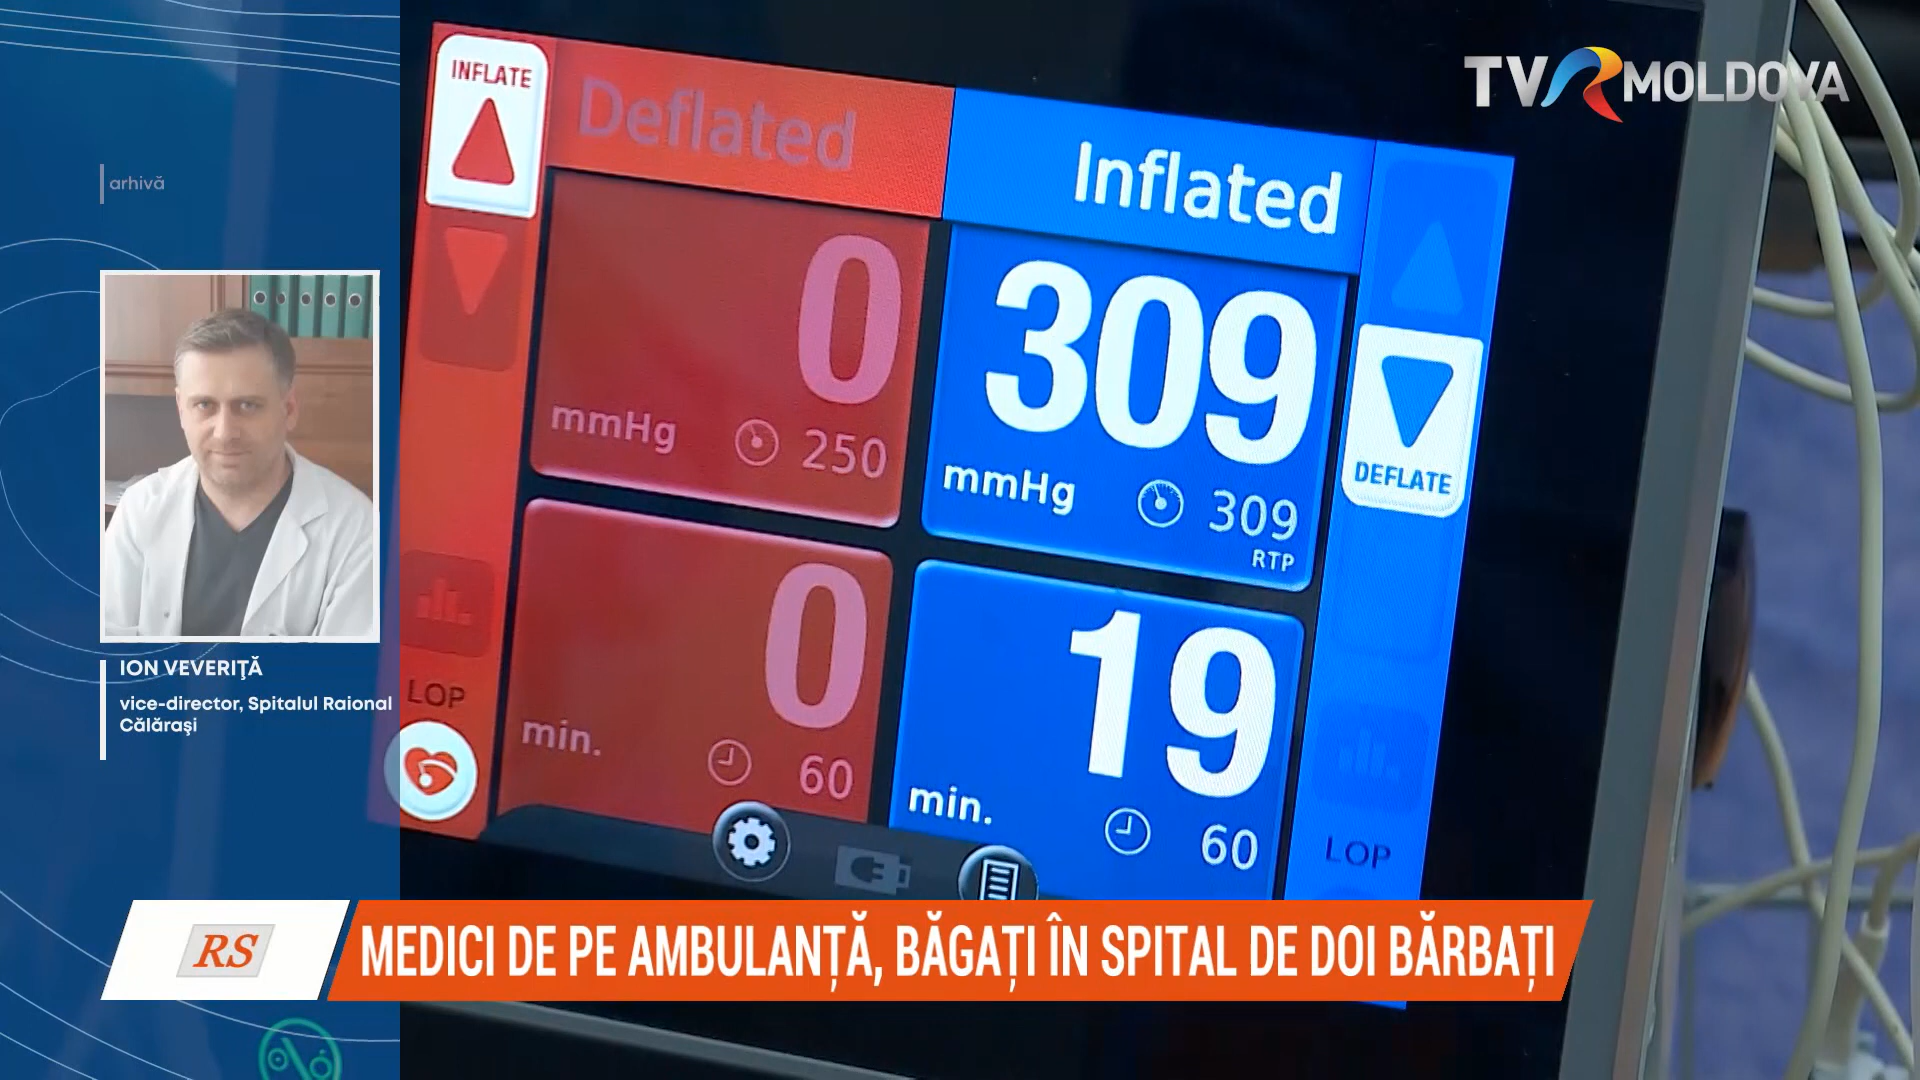 TVR MOLDOVA
arhivă
INFLATE
Deflated
Inflated
0
mmHg 250
309
mmHg 309
RTP
DEFLATE
0
min. 60
19
min. 60
LOP
LOP
ION VEVERIŢĂ
vice-director, Spitalul Raional
Călăraşi
RS
MEDICI DE PE AMBULANȚĂ, BĂGAȚI ÎN SPITAL DE DOI BĂRBAȚI